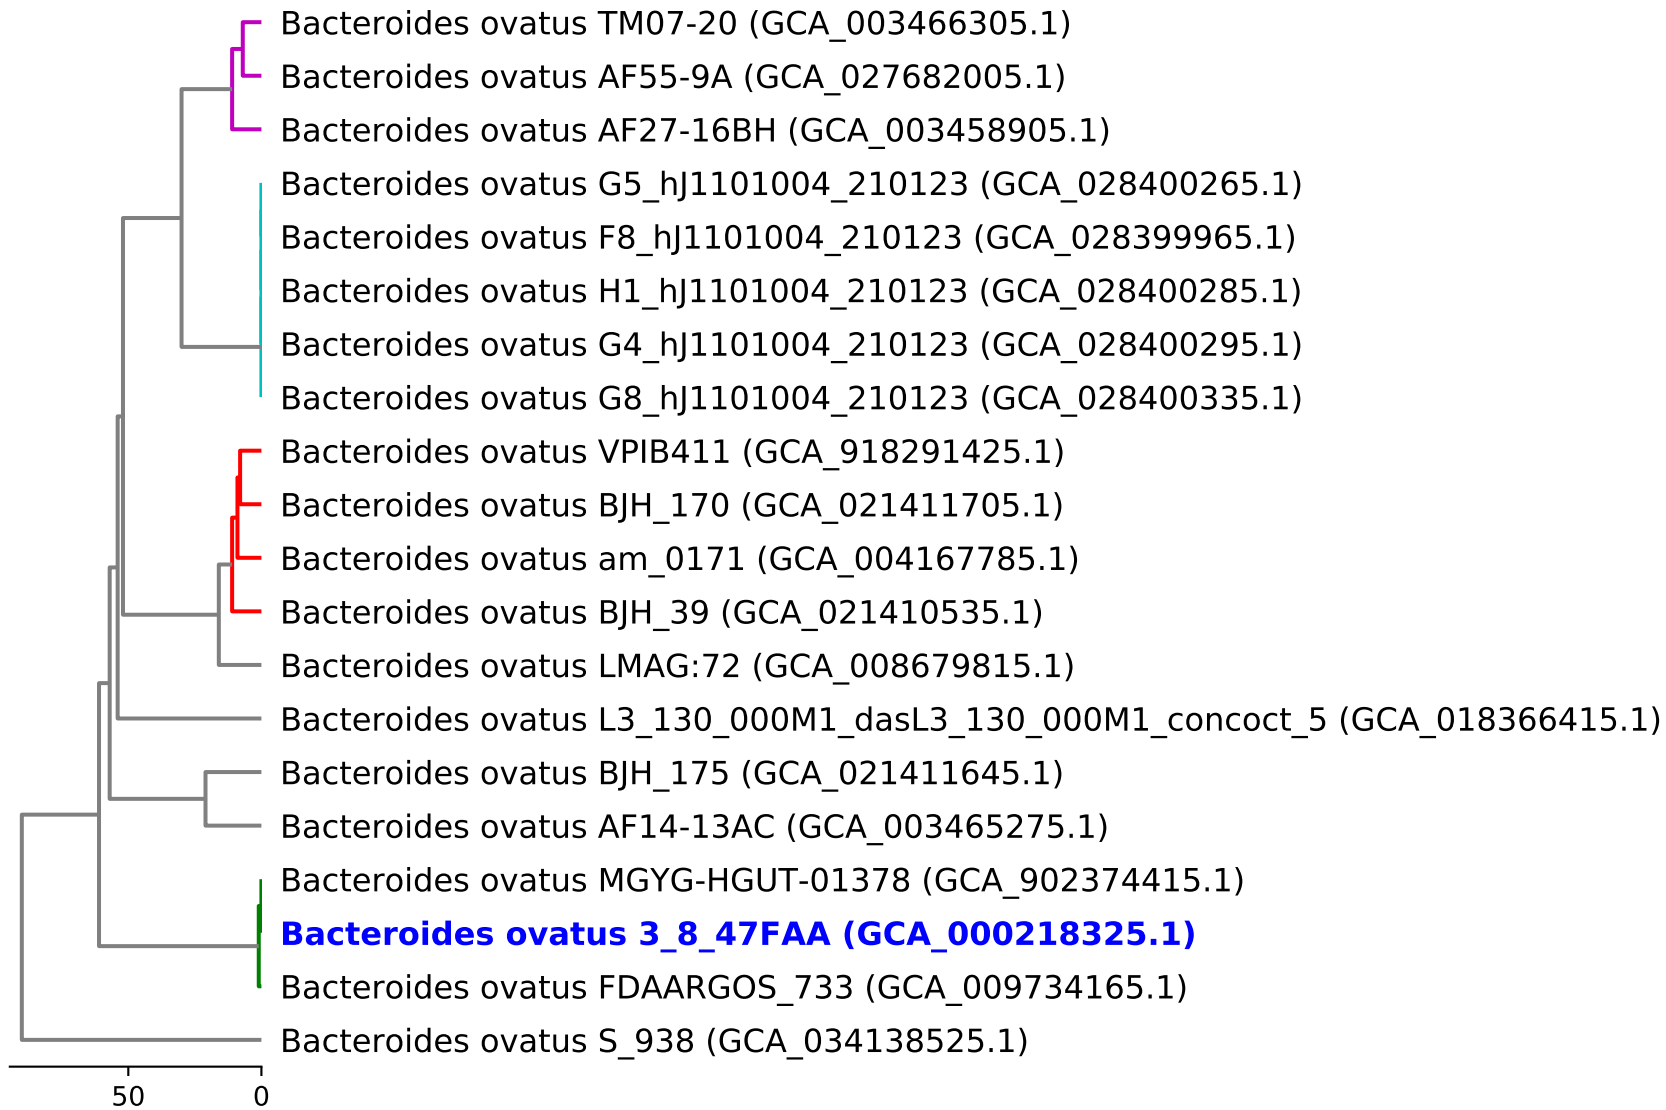 Bacteroides ovatus TM07-20 (GCA_003466305.1)
Bacteroides ovatus AF55-9A (GCA_027682005.1)
Bacteroides ovatus AF27-16BH (GCA_003458905.1)
Bacteroides ovatus G5_hJ1101004_210123 (GCA_028400265.1)
Bacteroides ovatus F8_hJ1101004_210123 (GCA_028399965.1)
Bacteroides ovatus H1_hJ1101004_210123 (GCA_028400285.1)
Bacteroides ovatus G4_hJ1101004_210123 (GCA_028400295.1)
Bacteroides ovatus G8_hJ1101004_210123 (GCA_028400335.1)
Bacteroides ovatus VPIB411 (GCA_918291425.1)
Bacteroides ovatus BJH_170 (GCA_021411705.1)
Bacteroides ovatus am_0171 (GCA_004167785.1)
Bacteroides ovatus BJH_39 (GCA_021410535.1)
Bacteroides ovatus LMAG:72 (GCA_008679815.1)
Bacteroides ovatus L3_130_000M1_dasL3_130_000M1_concoct_5 (GCA_018366415.1)
Bacteroides ovatus BJH_175 (GCA_021411645.1)
Bacteroides ovatus AF14-13AC (GCA_003465275.1)
Bacteroides ovatus MGYG-HGUT-01378 (GCA_902374415.1)
Bacteroides ovatus 3_8_47FAA (GCA_000218325.1)
Bacteroides ovatus FDAARGOS_733 (GCA_009734165.1)
Bacteroides ovatus S_938 (GCA_034138525.1)
50 0